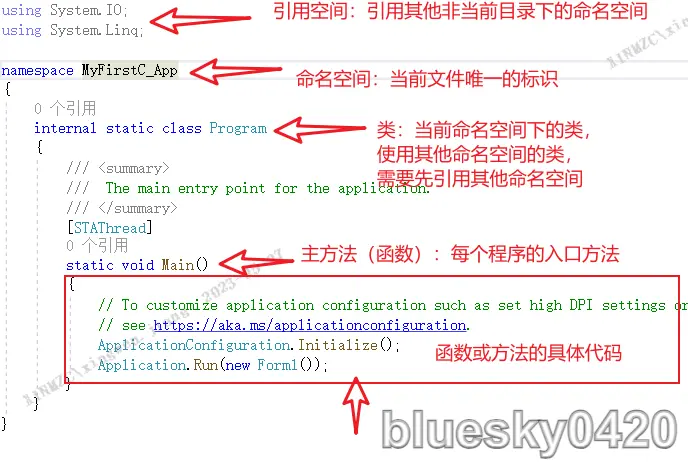 using System.IO;
引用空间：引用其他非当前目录下的命名空间
using System.Linq;
namespace MyFirstC_App
命名空间：当前文件唯一的标识
{
0 个引用
internal static class Program
类：当前命名空间下的类，
使用其他命名空间的类，
需要先引用其他命名空间
{
/// <summary>
/// The main entry point for the application.
/// </summary>
[STAThread]
0 个引用
static void Main()
主方法（函数）：每个程序的入口方法
{
// To customize application configuration such as set high DPI settings or
// see https://aka.ms/applicationconfiguration.
ApplicationConfiguration.Initialize();
函数或方法的具体代码
Application.Run(new Form1());
}
}
}
bluesky0420